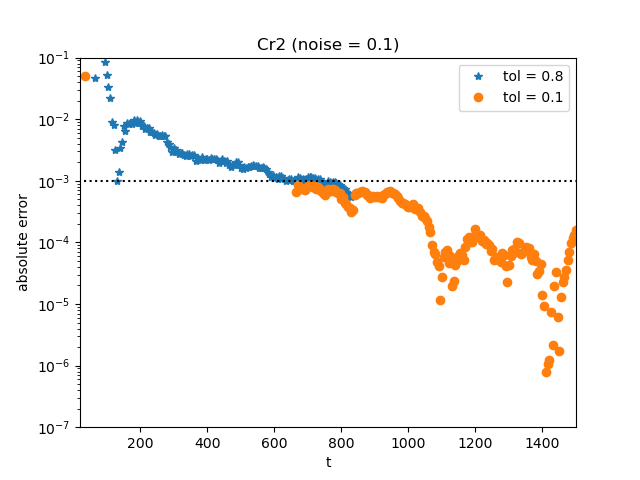 Cr2 (noise = 0.1)
tol = 0.8
tol = 0.1
10⁻¹
10⁻²
10⁻³
10⁻⁴
10⁻⁵
10⁻⁶
10⁻⁷
absolute error
200 400 600 800 1000 1200 1400
t